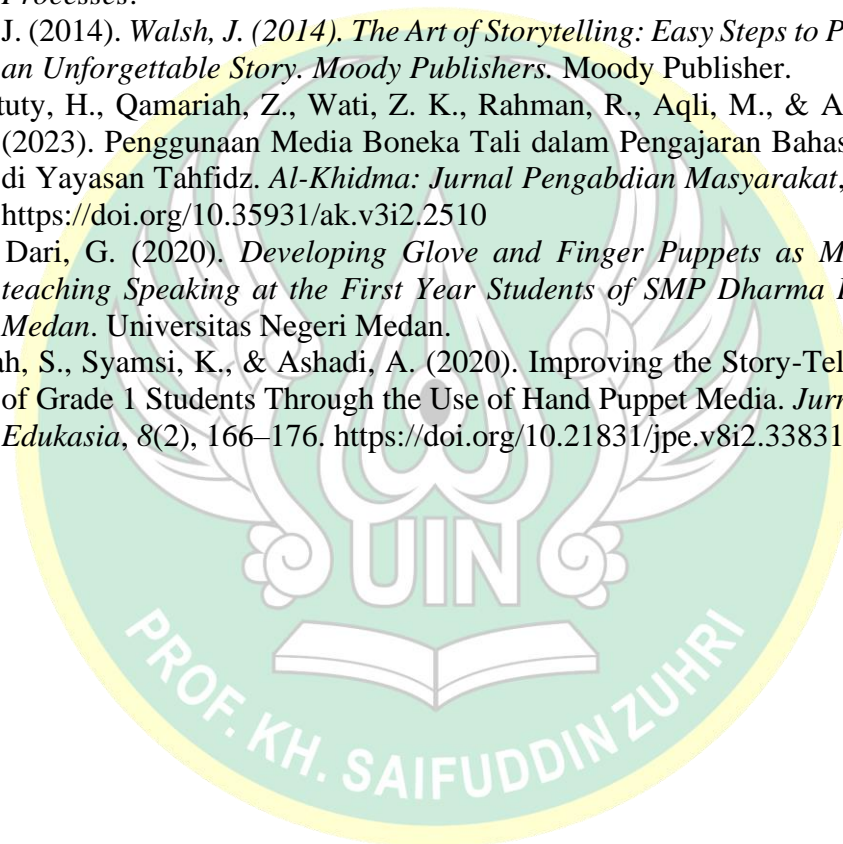 Processes.
J. (2014). Walsh, J. (2014). The Art of Storytelling: Easy Steps to P
an Unforgettable Story. Moody Publishers. Moody Publisher.
tuty, H., Qamariah, Z., Wati, Z. K., Rahman, R., Aqli, M., & A
(2023). Penggunaan Media Boneka Tali dalam Pengajaran Bahas
di Yayasan Tahfidz. Al-Khidma: Jurnal Pengabdian Masyarakat,
https://doi.org/10.35931/ak.v3i2.2510
Dari, G. (2020). Developing Glove and Finger Puppets as M
teaching Speaking at the First Year Students of SMP Dharma
Medan. Universitas Negeri Medan.
ah, S., Syamsi, K., & Ashadi, A. (2020). Improving the Story-Tel
of Grade 1 Students Through the Use of Hand Puppet Media. Jurn
Edukasia, 8(2), 166–176. https://doi.org/10.21831/jpe.v8i2.33831
UIN
PROF. KH. SAIFUDDIN ZUHRI